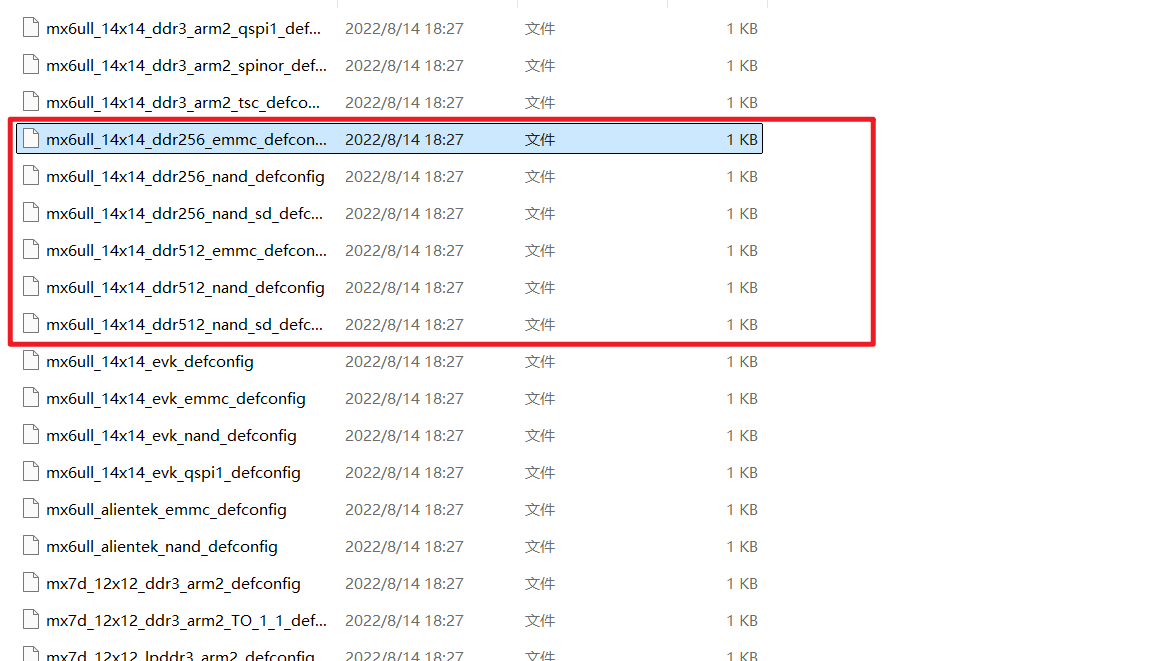 mx6ull_14x14_ddr3_arm2_qspi1_def... 2022/8/14 18:27 文件 1 KB
mx6ull_14x14_ddr3_arm2_spinor_def... 2022/8/14 18:27 文件 1 KB
mx6ull_14x14_ddr3_arm2_tsc_defco... 2022/8/14 18:27 文件 1 KB
mx6ull_14x14_ddr256_emmc_defcon... 2022/8/14 18:27 文件 1 KB
mx6ull_14x14_ddr256_nand_defconfig 2022/8/14 18:27 文件 1 KB
mx6ull_14x14_ddr256_nand_sd_defc... 2022/8/14 18:27 文件 1 KB
mx6ull_14x14_ddr512_emmc_defcon... 2022/8/14 18:27 文件 1 KB
mx6ull_14x14_ddr512_nand_defconfig 2022/8/14 18:27 文件 1 KB
mx6ull_14x14_ddr512_nand_sd_defc... 2022/8/14 18:27 文件 1 KB
mx6ull_14x14_evk_defconfig 2022/8/14 18:27 文件 1 KB
mx6ull_14x14_evk_emmc_defconfig 2022/8/14 18:27 文件 1 KB
mx6ull_14x14_evk_nand_defconfig 2022/8/14 18:27 文件 1 KB
mx6ull_14x14_evk_qspi1_defconfig 2022/8/14 18:27 文件 1 KB
mx6ull_alientek_emmc_defconfig 2022/8/14 18:27 文件 1 KB
mx6ull_alientek_nand_defconfig 2022/8/14 18:27 文件 1 KB
mx7d_12x12_ddr3_arm2_defconfig 2022/8/14 18:27 文件 1 KB
mx7d_12x12_ddr3_arm2_TO_1_1_def... 2022/8/14 18:27 文件 1 KB
mx7d_12x12_lpddr3_arm2_defconfig 2022/8/14 18:27 文件 1 KB